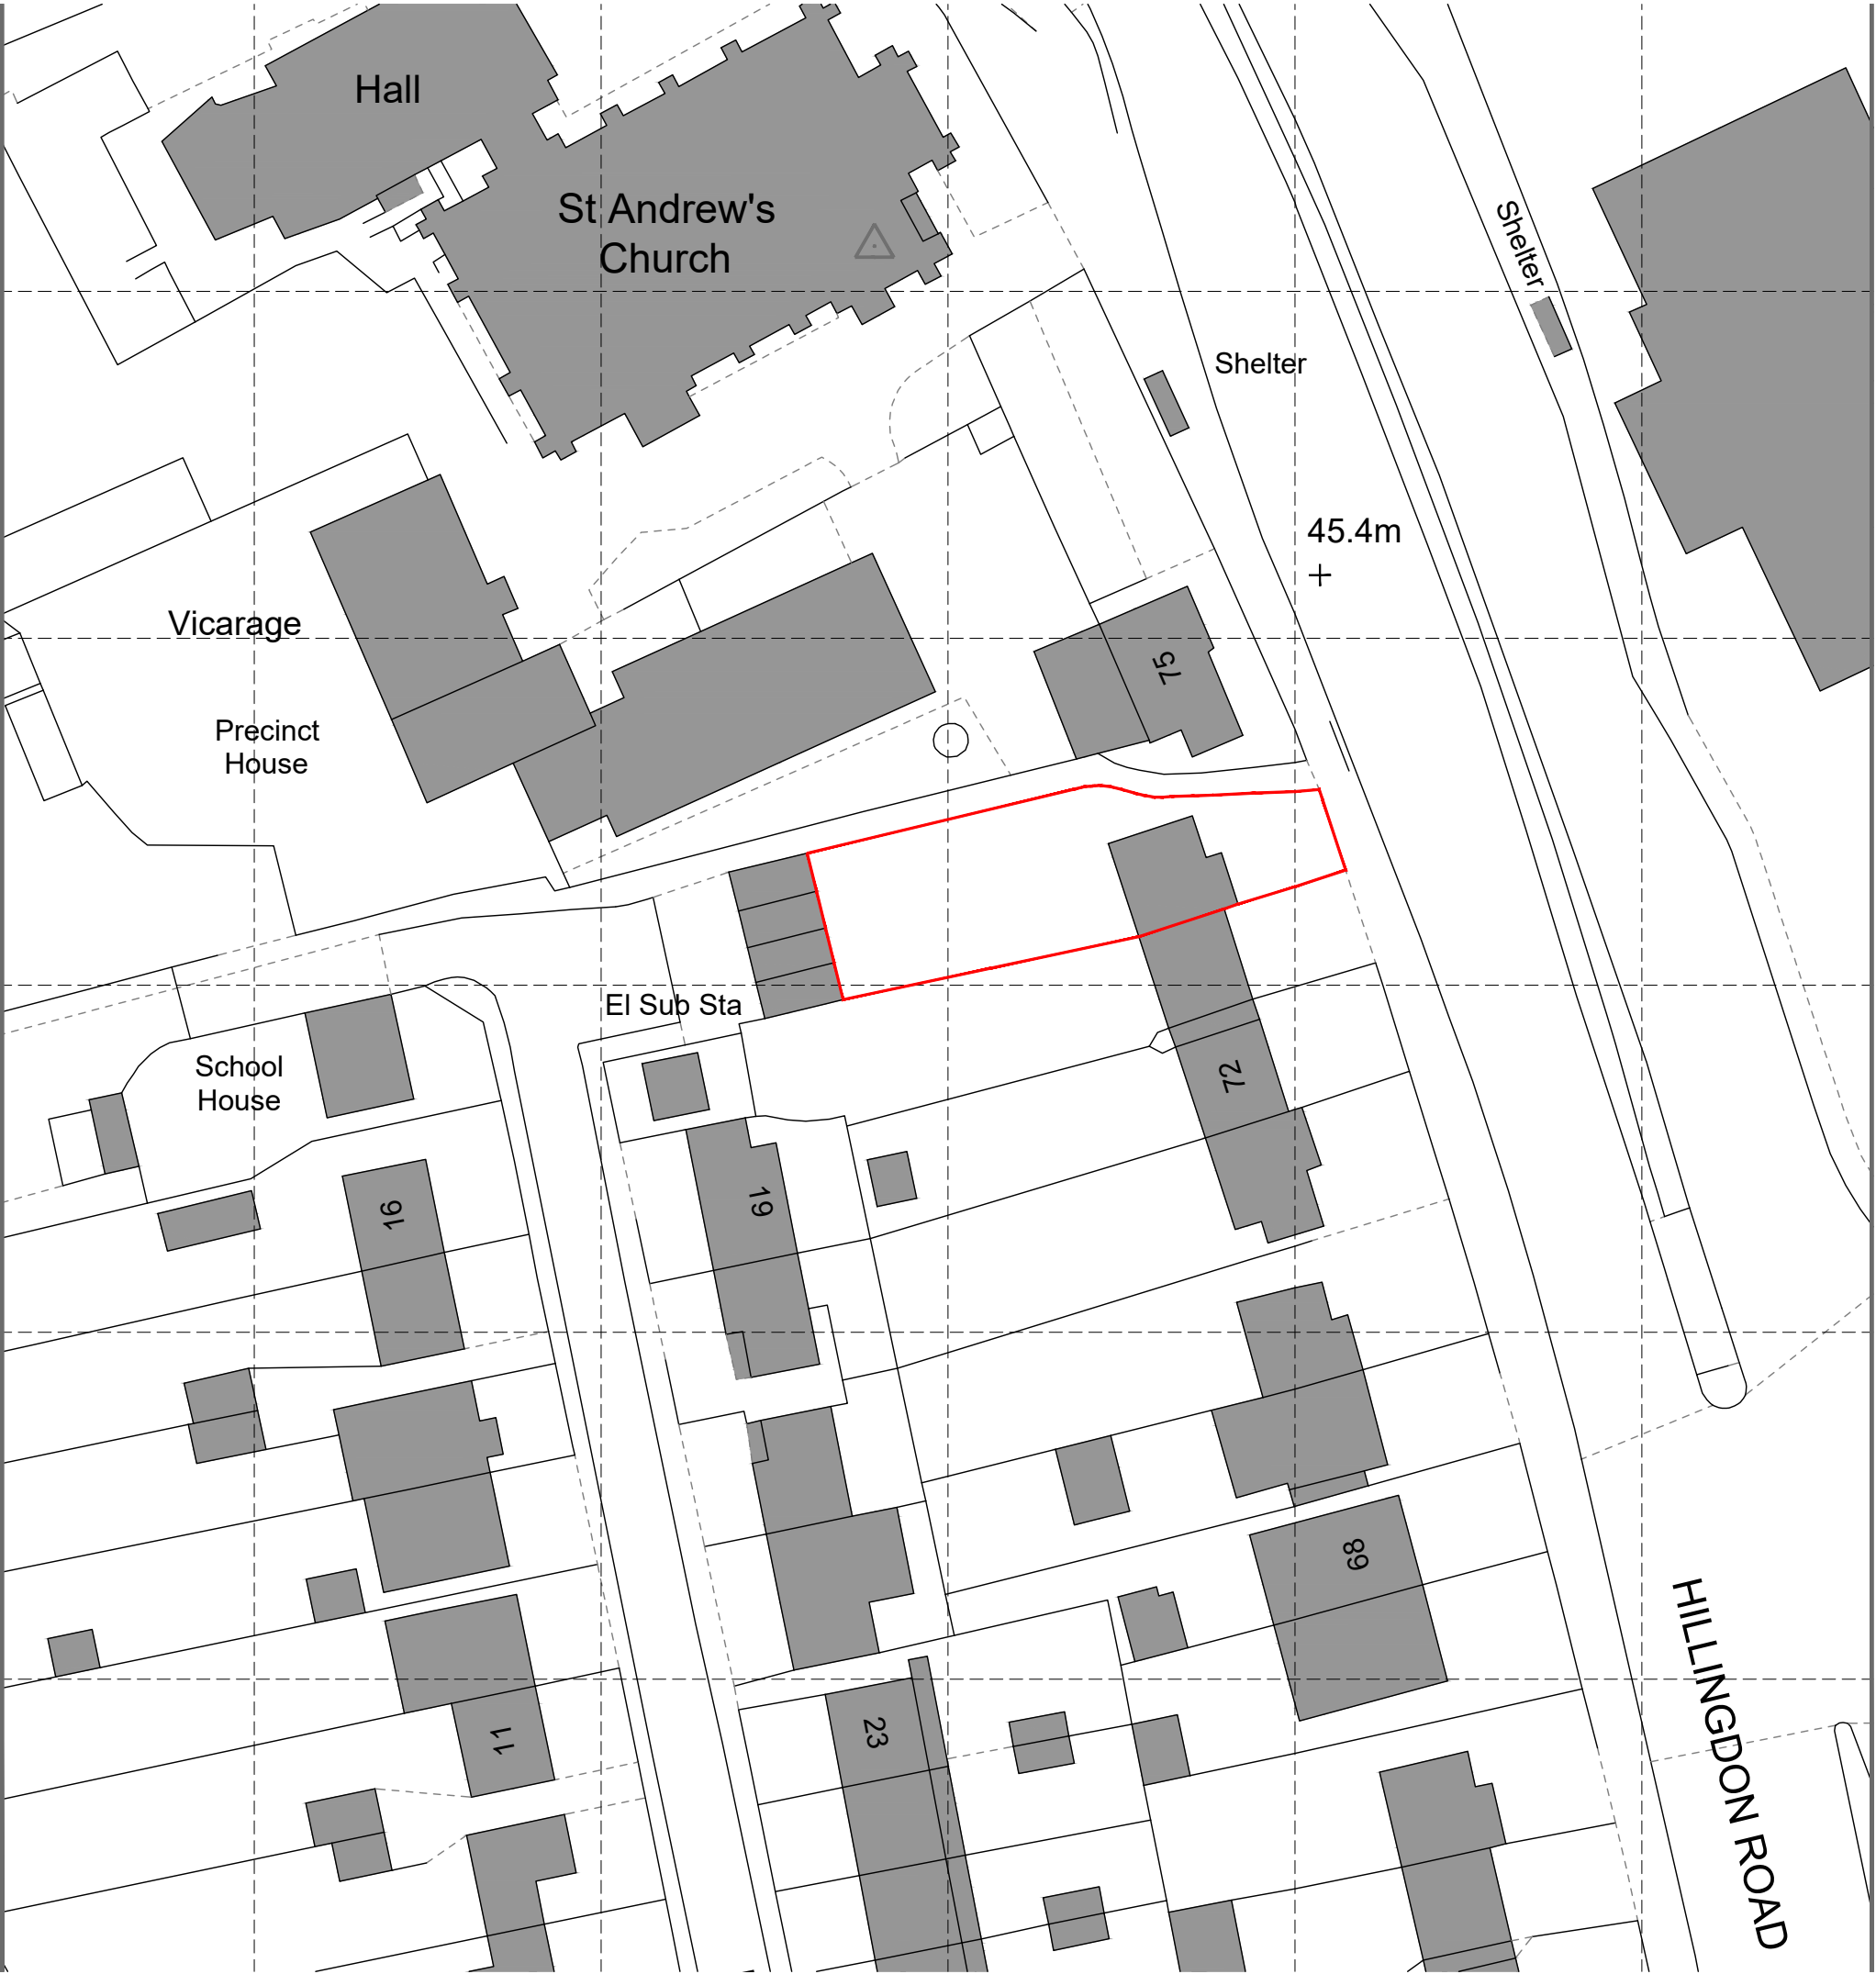 Hall
St Andrew's
Church
Shelter
Shelter
45.4m
Vicarage
75
Precinct
House
El Sub Sta
School
House
72
16
19
68
11
23
HILLINGDON ROAD